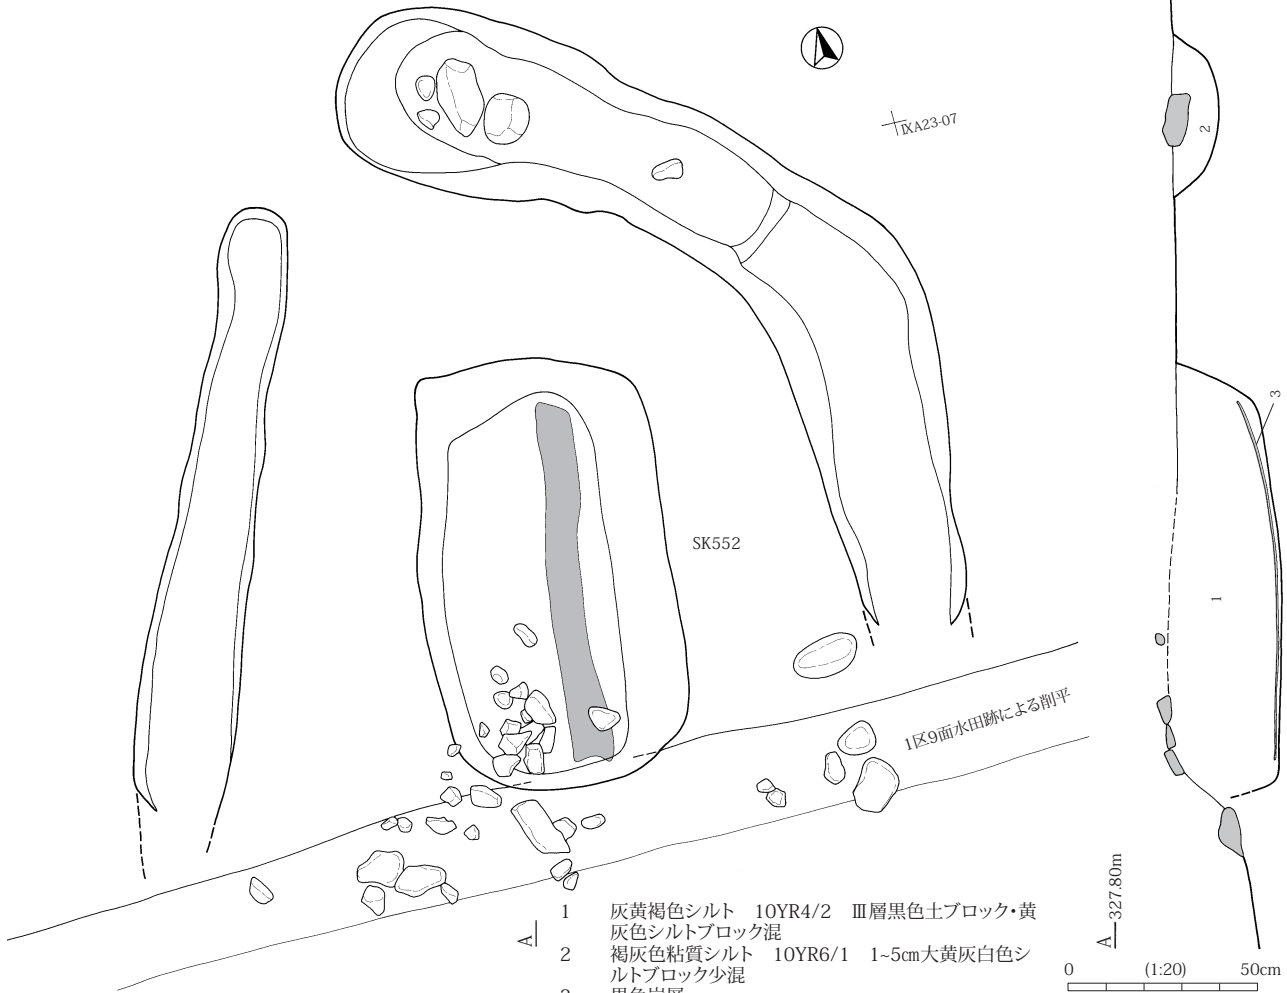 ⅨA23-07
2
3
SK552
1
1区9面水田跡による削平
A
327.80m
A
1 灰黄褐色シルト 10YR4/2 Ⅲ層黒色土ブロック・黄
灰色シルトブロック混
2 褐灰色粘質シルト 10YR6/1 1~5㎝大黄灰白色シ
ルトブロック少混
0 (1:20) 50cm